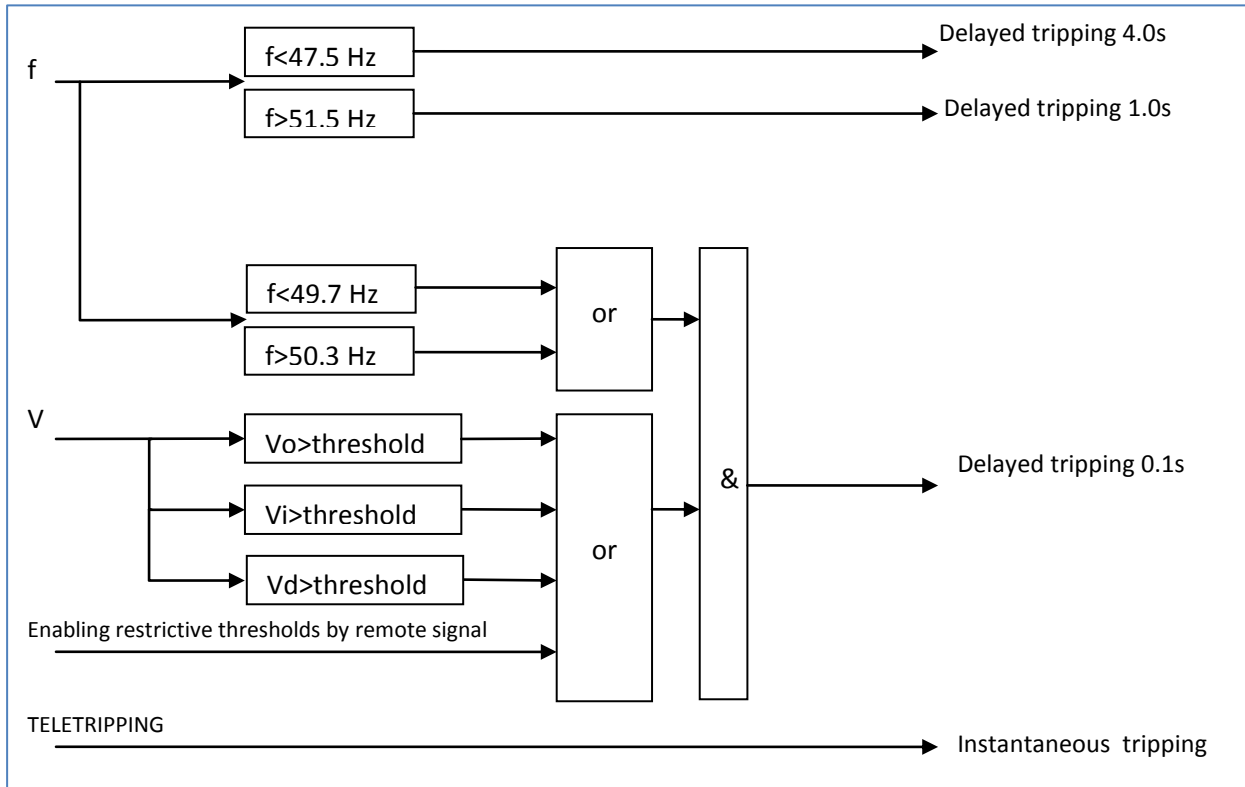 Delayed tripping 4.0s
f<47.5 Hz
f
f>51.5 Hz
Delayed tripping 1.0s
f<49.7 Hz
or
f>50.3 Hz
V
Vo>threshold
Delayed tripping 0.1s
&
Vi>threshold
or
Vd>threshold
Enabling restrictive thresholds by remote signal
TELETRIPPING
Instantaneous tripping